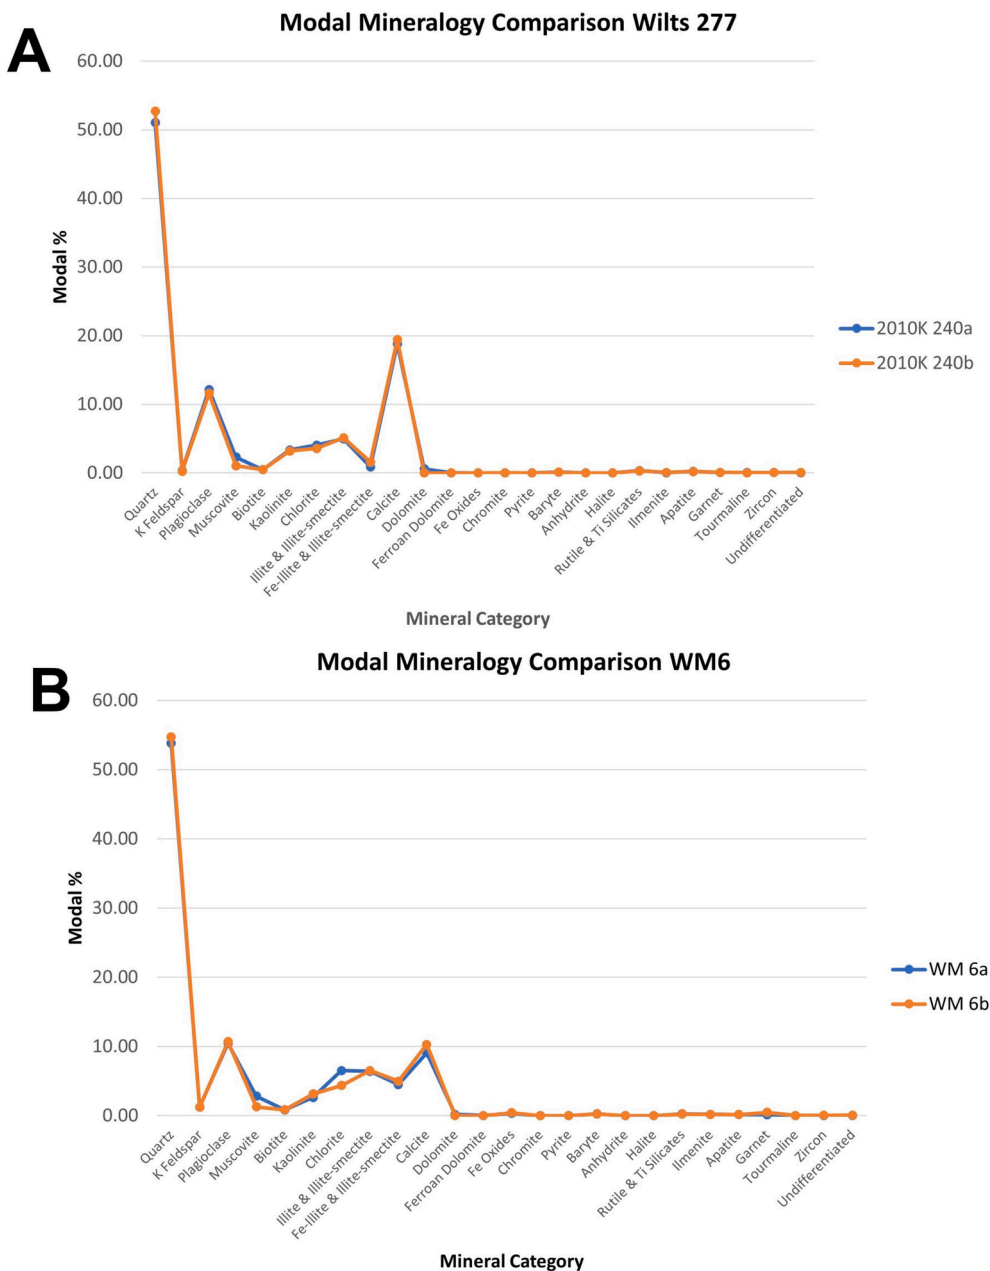 A
Modal Mineralogy Comparison Wilts 277
60.00
50.00
40.00
30.00
20.00
10.00
0.00
Modal %
Quartz
K Feldspar
Plagioclase
Muscovite
Biotite
Kaolinite
Chlorite
Illite & Illite-smectite
Fe-Illite & Illite-smectite
Calcite
Dolomite
Ferroan Dolomite
Fe Oxides
Chromite
Pyrite
Baryte
Anhydrite
Halite
Rutile & Ti Silicates
Ilmenite
Apatite
Garnet
Tourmaline
Zircon
Undifferentiated
Mineral Category
2010K 240a
2010K 240b
B
Modal Mineralogy Comparison WM6
60.00
50.00
40.00
30.00
20.00
10.00
0.00
Modal %
Quartz
K Feldspar
Plagioclase
Muscovite
Biotite
Kaolinite
Chlorite
Illite & Illite-smectite
Fe-Illite & Illite-smectite
Calcite
Dolomite
Ferroan Dolomite
Fe Oxides
Chromite
Pyrite
Baryte
Anhydrite
Halite
Rutile & Ti Silicates
Ilmenite
Apatite
Garnet
Tourmaline
Zircon
Undifferentiated
Mineral Category
WM 6a
WM 6b